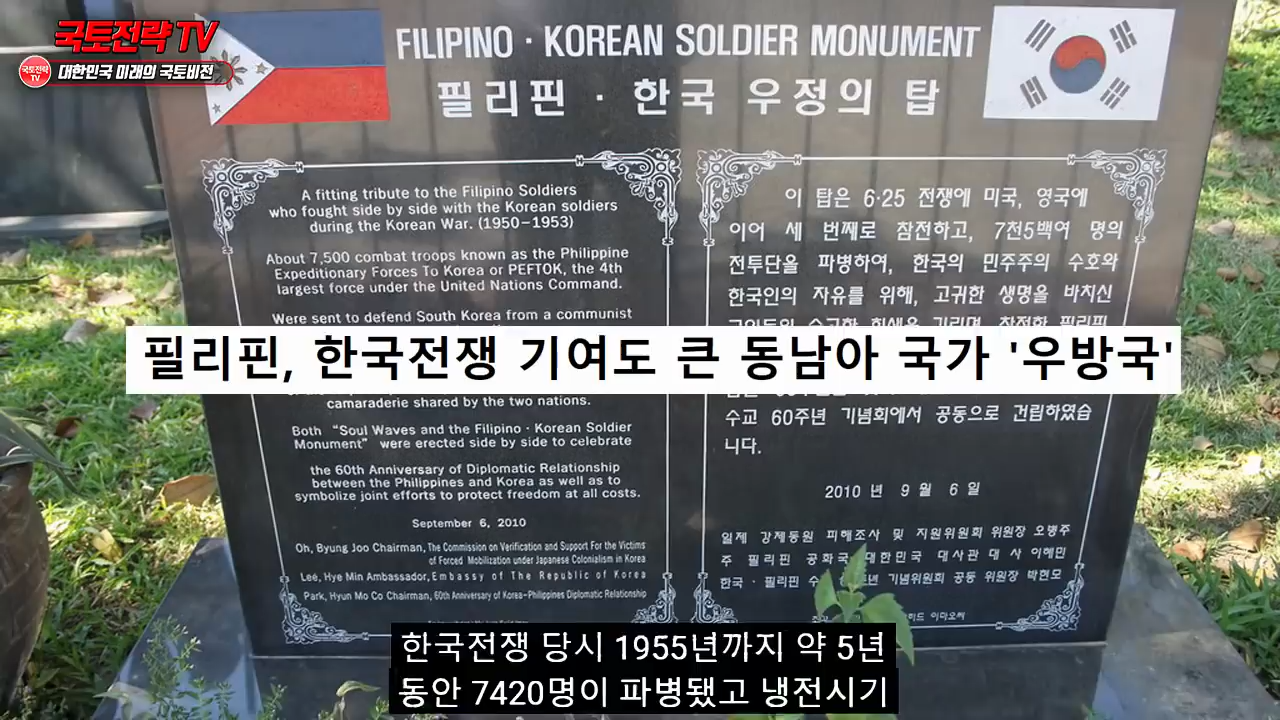 국토전략 TV
국토전략 TV
대한민국 미래의 국토비전
FILIPINO · KOREAN SOLDIER MONUMENT
필리핀 · 한국 우정의 탑
A fitting tribute to the Filipino Soldiers
who fought side by side with the Korean soldiers
during the Korean War. (1950-1953)
About 7,500 combat troops known as the Philippine
Expeditionary Forces To Korea or PEFTOK, the 4th
largest force under the United Nations Command.
Were sent to defend South Korea from a communist
camaraderie shared by the two nations.
Both “Soul Waves and the Filipino · Korean Soldier
Monument” were erected side by side to celebrate
the 60th Anniversary of Diplomatic Relationship
between the Philippines and Korea as well as to
symbolize joint efforts to protect freedom at all costs.
September 6, 2010
Oh, Byung Joo Chairman, The Commission on Verification and Support For the Victims
of Forced Mobilization under Japanese Colonialism in Korea
Lee, Hye Min Ambassador, Embassy of The Republic of Korea
Park, Hyun Mo Co Chairman, 60th Anniversary of Korea-Philippines Diplomatic Relationship
이 탑은 6·25 전쟁에 미국, 영국에
이어 세 번째로 참전하고, 7천5백여 명의
전투단을 파병하여, 한국의 민주주의 수호와
한국인의 자유를 위해, 고귀한 생명을 바치신
수교 60주년 기념회에서 공동으로 건립하였습
니다.
2010 년 9 월 6 일
일제 강제동원 피해조사 및 지원위원회 위원장 오병주
주 필리핀 공화국 대한민국 대사관 대 사 이혜민
한국 · 필리핀 수 기념위원회 공동 위원장 박현모
필리핀, 한국전쟁 기여도 큰 동남아 국가 '우방국'
한국전쟁 당시 1955년까지 약 5년
동안 7420명이 파병됐고 냉전시기